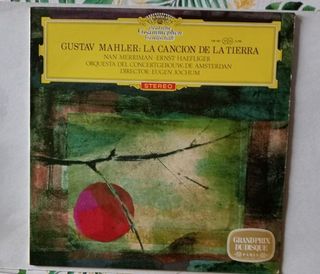 Deutsche
Grammophon
Gesellschaft
GUSTAV MAHLER: LA CANCION DE LA TIERRA
NAN MERRIMAN · ERNST HAEFLIGER
ORQUESTA DEL CONCERTGEBOUW, DE AMSTERDAM
DIRECTOR: EUGEN JOCHUM
STEREO
GRAND PRIX
DU DISQUE
PARIS